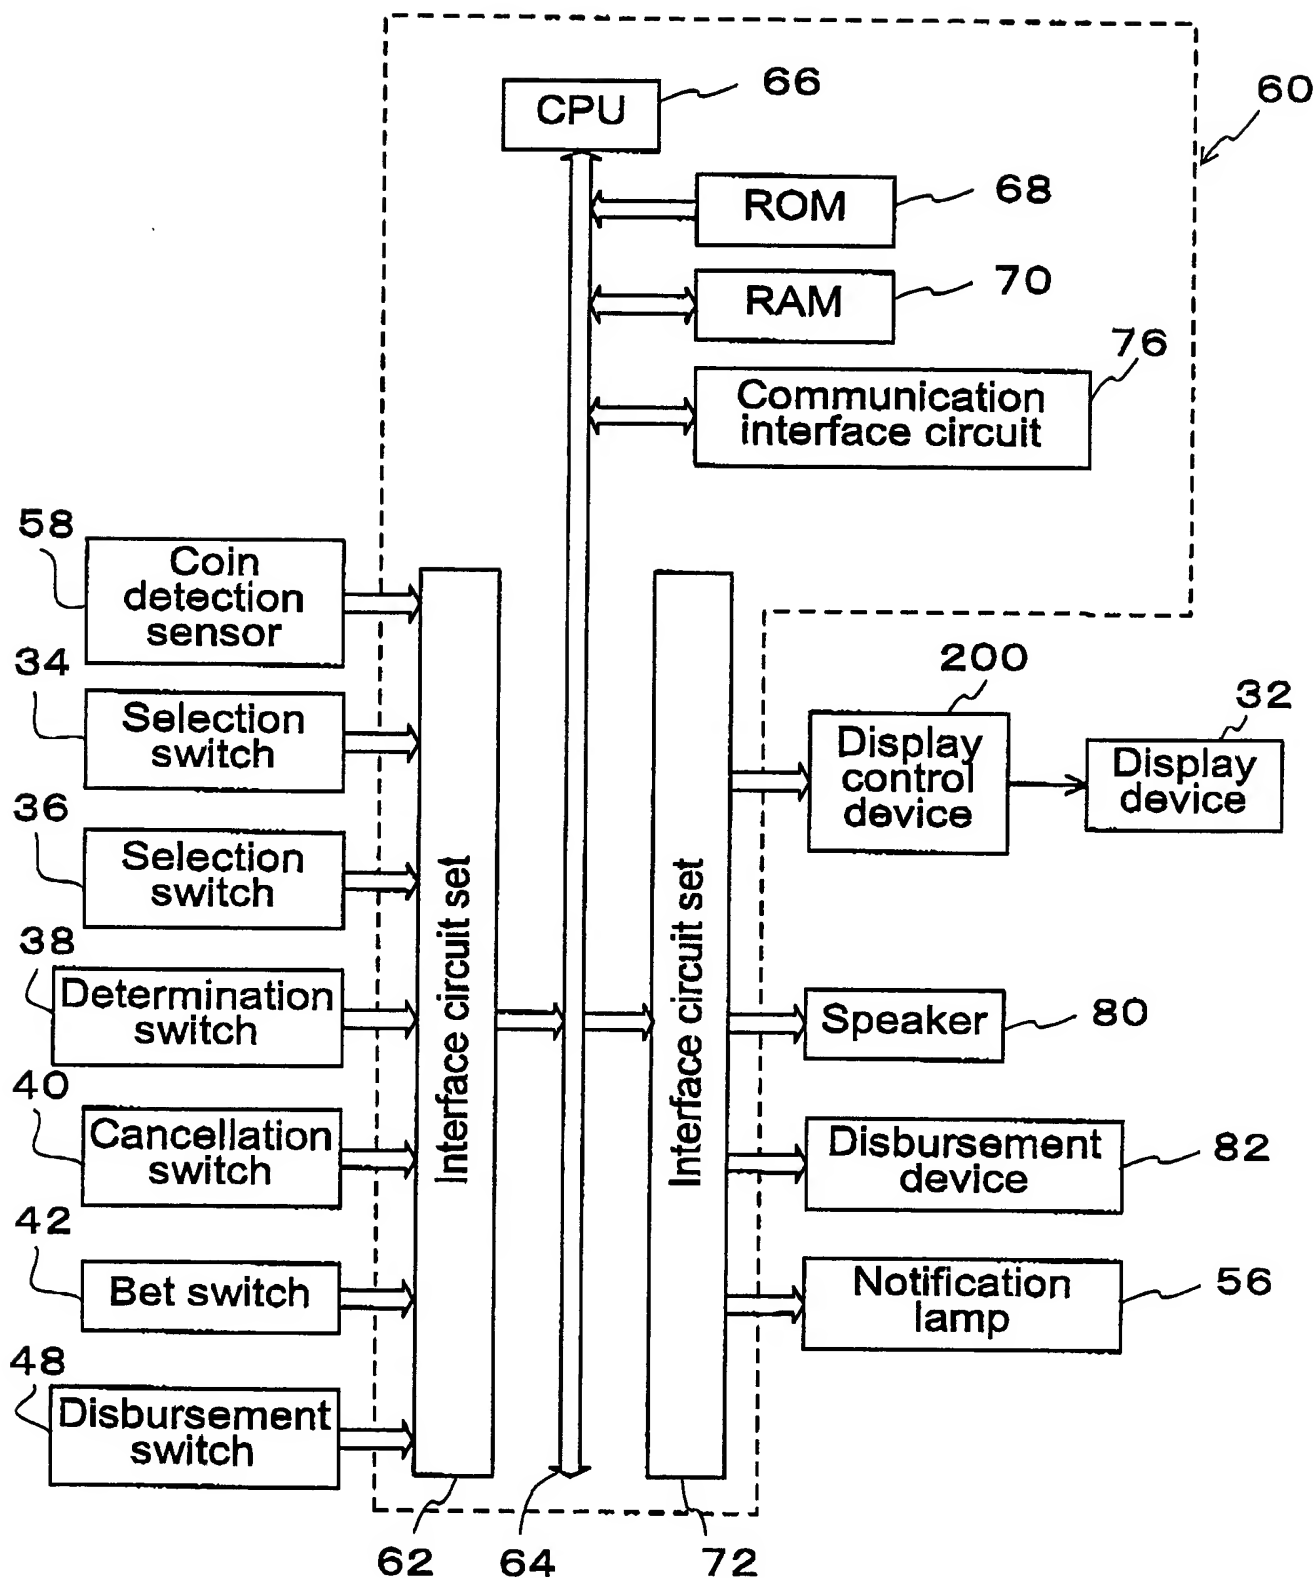 66
CPU
60
ROM
68
RAM
70
76
Communication
interface circuit
58
Coin
detection
sensor
34
Selection
switch
36
Selection
switch
38
Determination
switch
40
Cancellation
switch
42
Bet switch
48
Disbursement
switch
Interface circuit set
Interface circuit set
200
Display
control
device
32
Display
device
Speaker
80
Disbursement
device
82
Notification
lamp
56
62
64
72